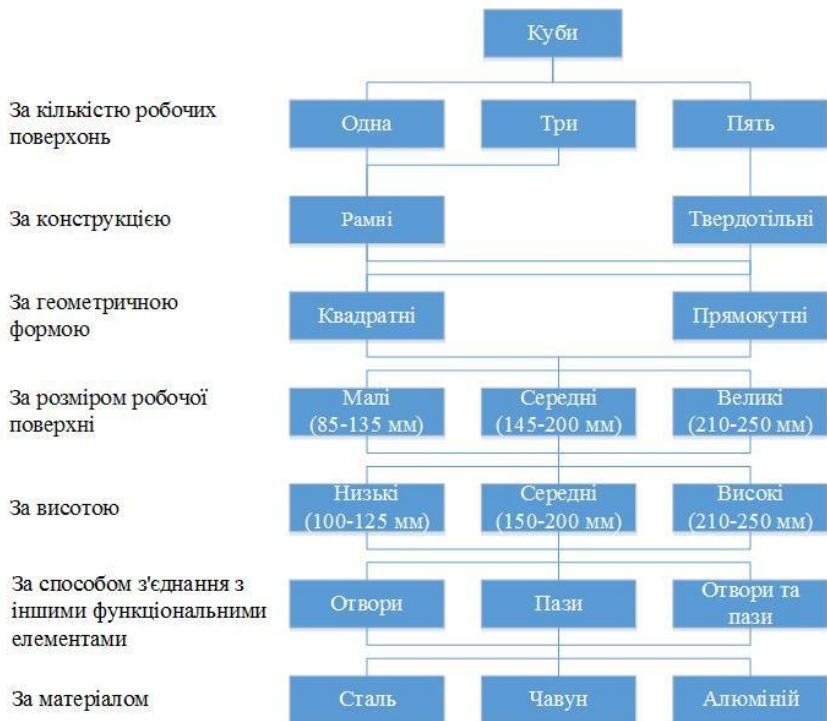 Куби
За кількістю робочих
поверхонь
Одна
Три
Пять
За конструкцією
Рамні
Твердотільні
За геометричною
формою
Квадратні
Прямокутні
За розміром робочої
поверхні
Малі
(85-135 мм)
Середні
(145-200 мм)
Великі
(210-250 мм)
За висотою
Низькі
(100-125 мм)
Середні
(150-200 мм)
Високі
(210-250 мм)
За способом з'єднання з
іншими функціональними
елементами
Отвори
Пази
Отвори та
пази
За матеріалом
Сталь
Чавун
Алюміній